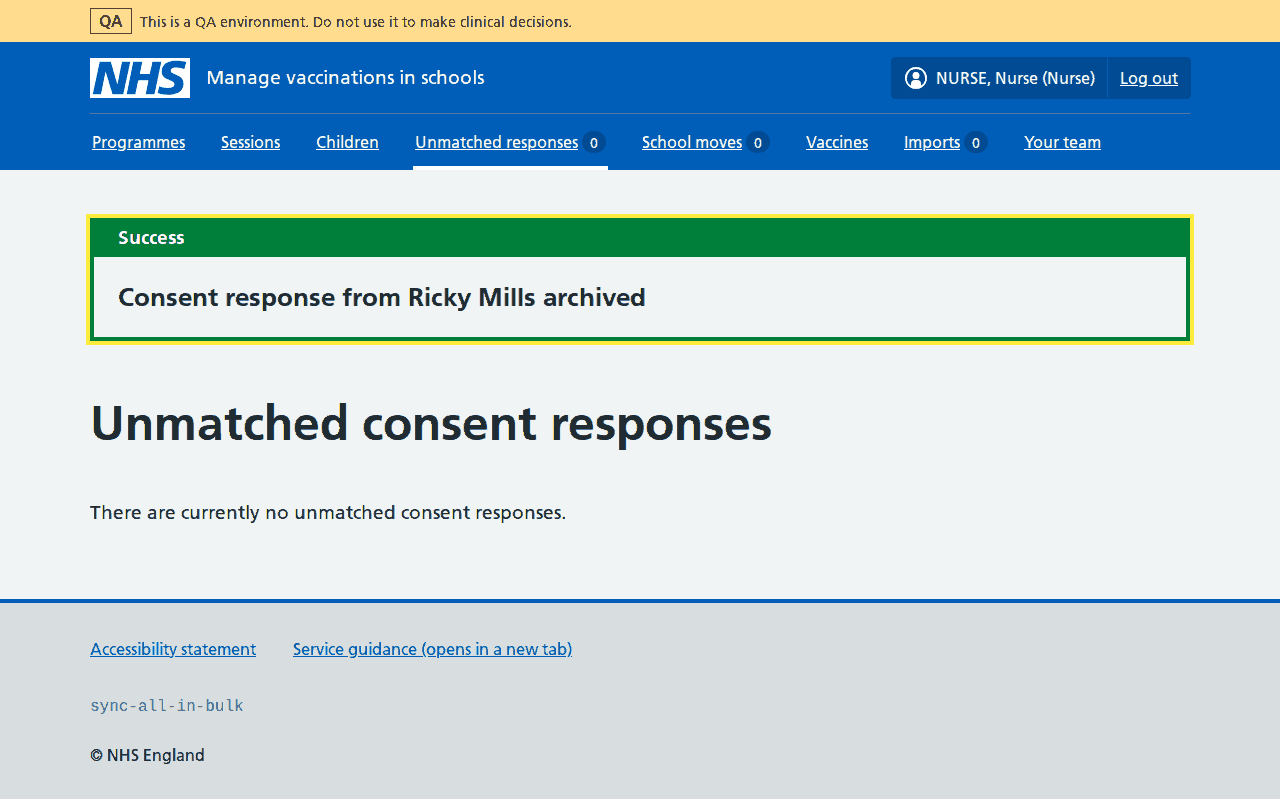 QA This is a QA environment. Do not use it to make clinical decisions.
NHS Manage vaccinations in schools NURSE, Nurse (Nurse) Log out
Programmes Sessions Children Unmatched responses 0 School moves 0 Vaccines Imports 0 Your team
Success
Consent response from Ricky Mills archived
Unmatched consent responses
There are currently no unmatched consent responses.
Accessibility statement Service guidance (opens in a new tab)
sync-all-in-bulk
© NHS England